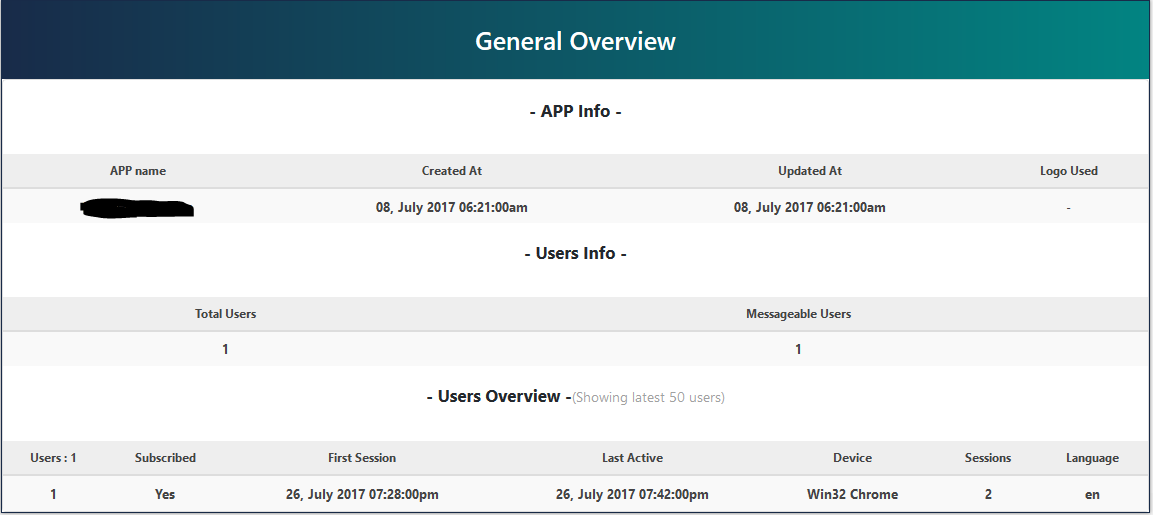 General Overview
- APP Info -
APP name Created At Updated At Logo Used
08, July 2017 06:21:00am 08, July 2017 06:21:00am -
- Users Info -
Total Users Messageable Users
1 1
- Users Overview -(Showing latest 50 users)
Users : 1 Subscribed First Session Last Active Device Sessions Language
1 Yes 26, July 2017 07:28:00pm 26, July 2017 07:42:00pm Win32 Chrome 2 en